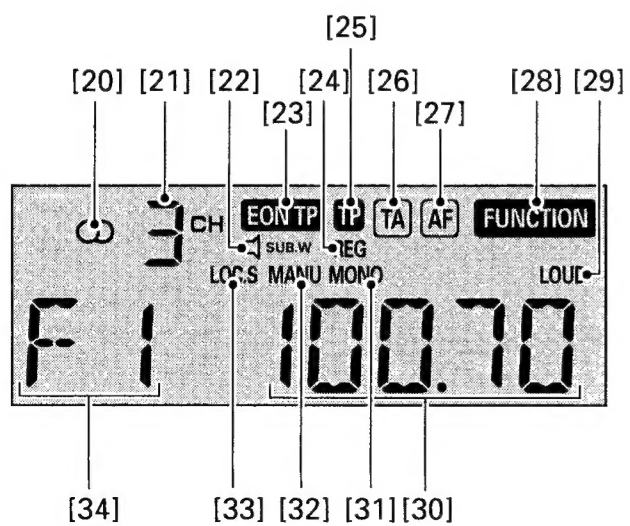 [25]
[20] [21] [22] [24] [26] [28] [29]
[23] [27]
3 CH EON TP TP TA AF FUNCTION
SUB.W REG
LOC.S MANU MONO LOUD
F 1 100.70
[34] [33] [32] [31] [30]